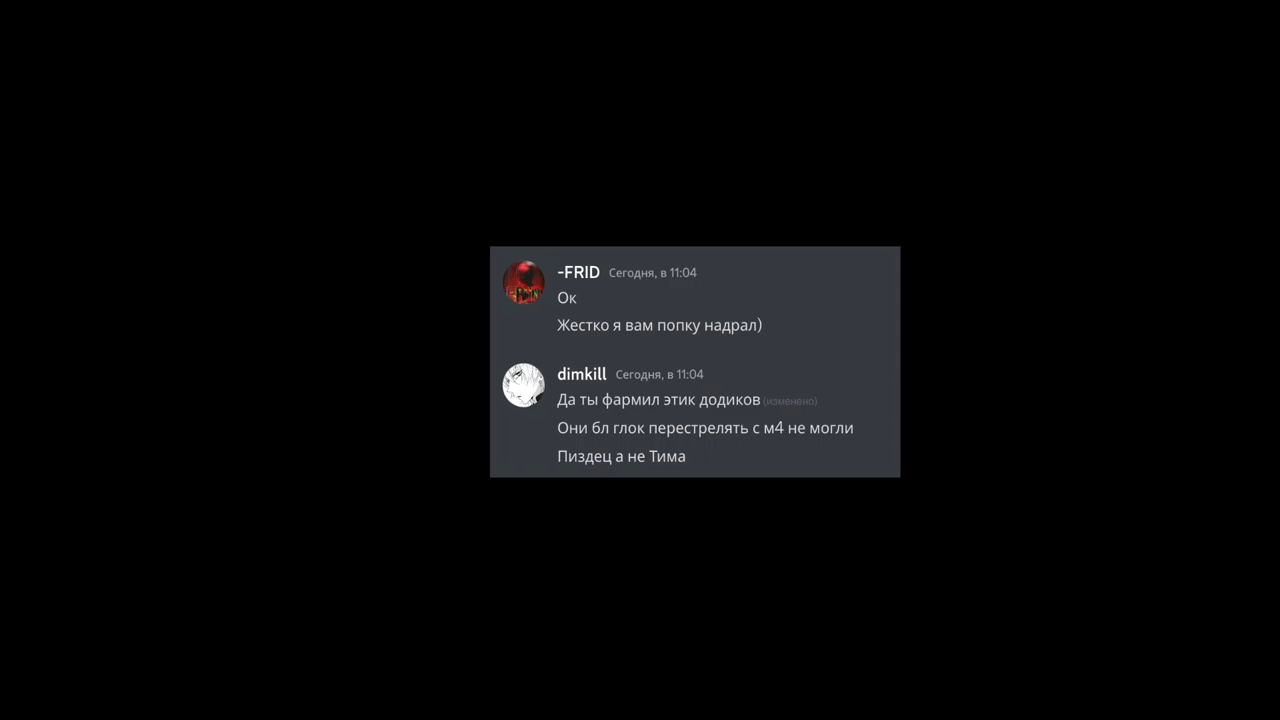 -FRID Сегодня, в 11:04
Ок
Жестко я вам попку надрал)
dimkill Сегодня, в 11:04
Да ты фармил этик додиков (изменено)
Они бл глок перестрелять с м4 не могли
Пиздец а не Тима